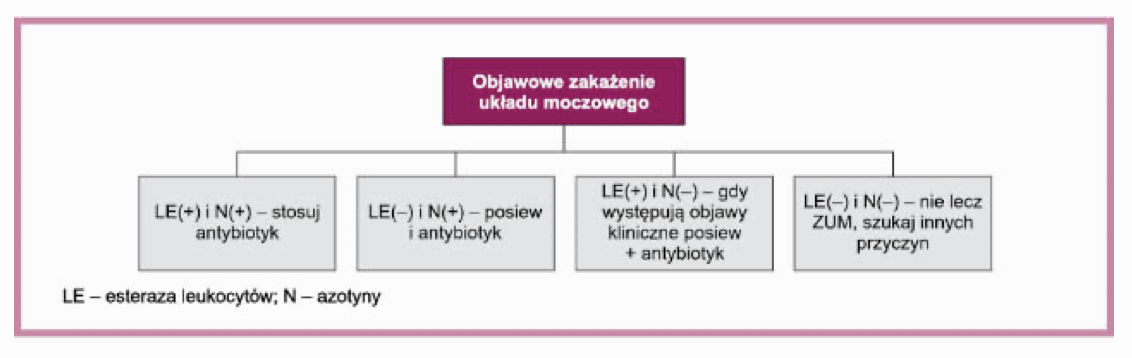 Objawowe zakażenie
układu moczowego
LE(+) i N(+) – stosuj
antybiotyk
LE(–) i N(+) – posiew
i antybiotyk
LE(+) i N(–) – gdy
występują objawy
kliniczne posiew
+ antybiotyk
LE(–) i N(–) – nie lecz
ZUM, szukaj innych
przyczyn
LE – esteraza leukocytów; N – azotyny